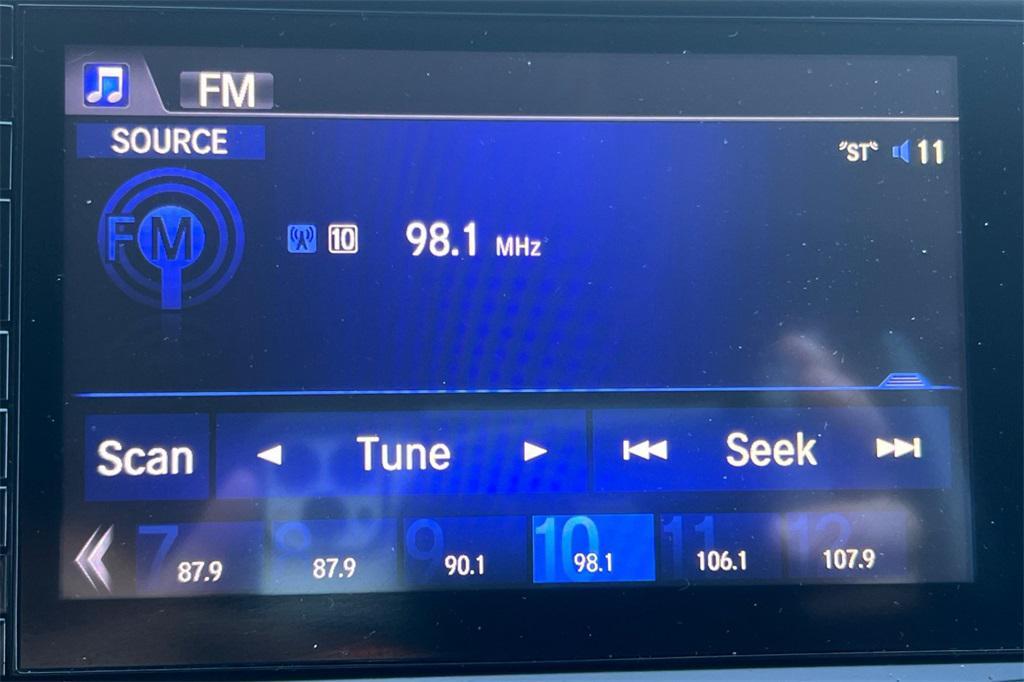 FM
SOURCE
"ST" 11
FM
10 98.1 MHz
Scan Tune Seek
7 8 9 10 11 12
87.9 87.9 90.1 98.1 106.1 107.9